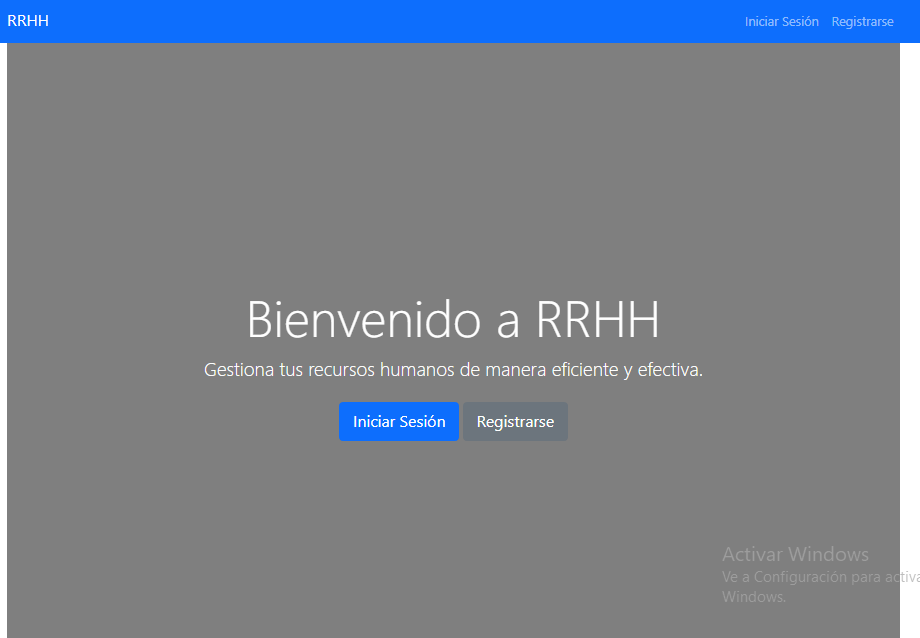 RRHH
Iniciar Sesión Registrarse
Bienvenido a RRHH
Gestiona tus recursos humanos de manera eficiente y efectiva.
Iniciar Sesión Registrarse
Activar Windows
Ve a Configuración para activa
Windows.